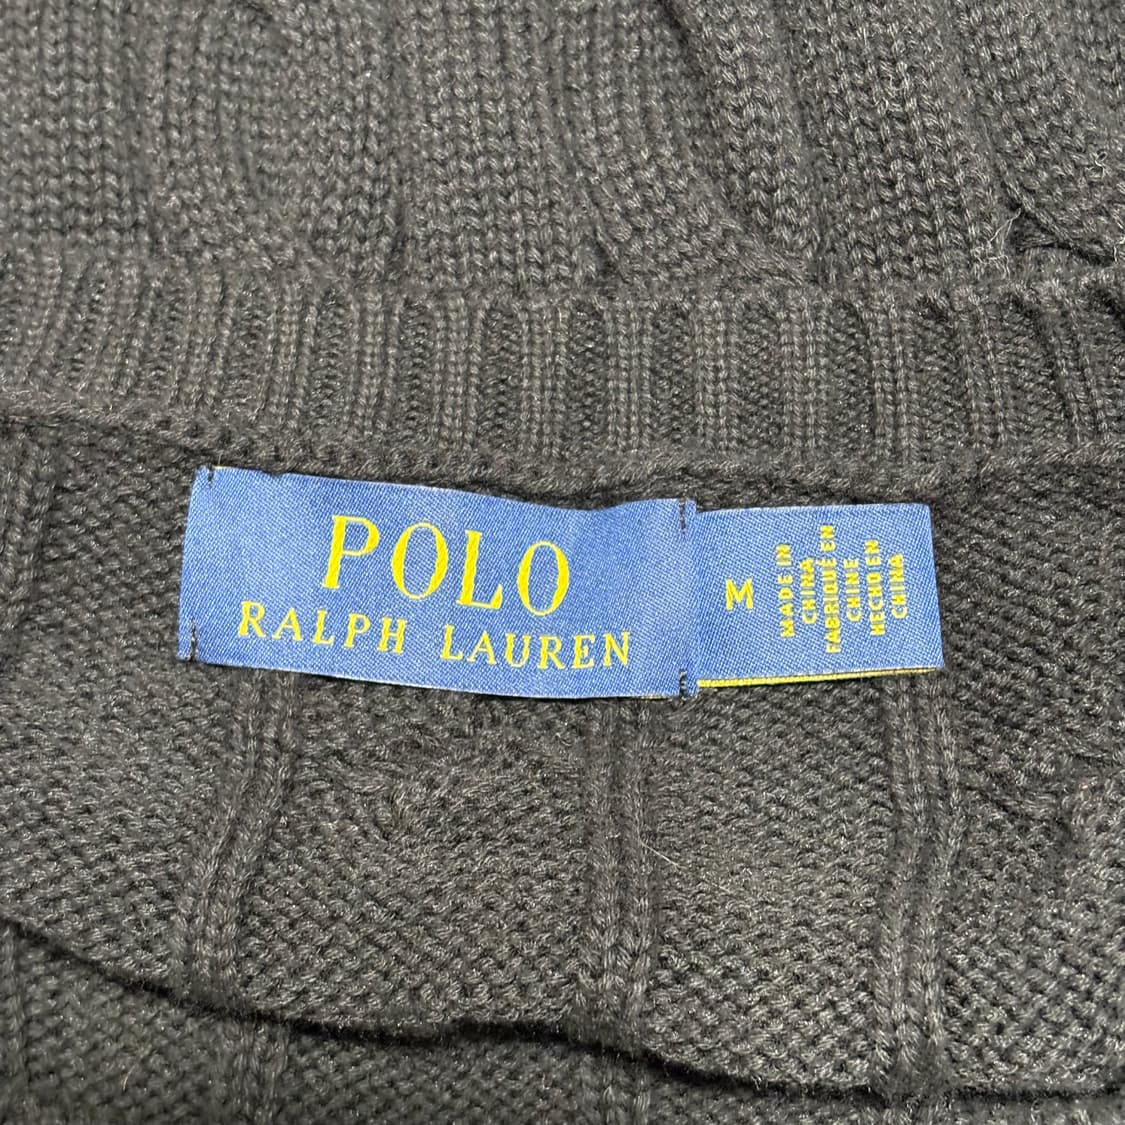 POLO
RALPH LAUREN
M
MADE IN
CHINA
FABRIQUÉ EN
CHINE
HECHO EN
CHINA